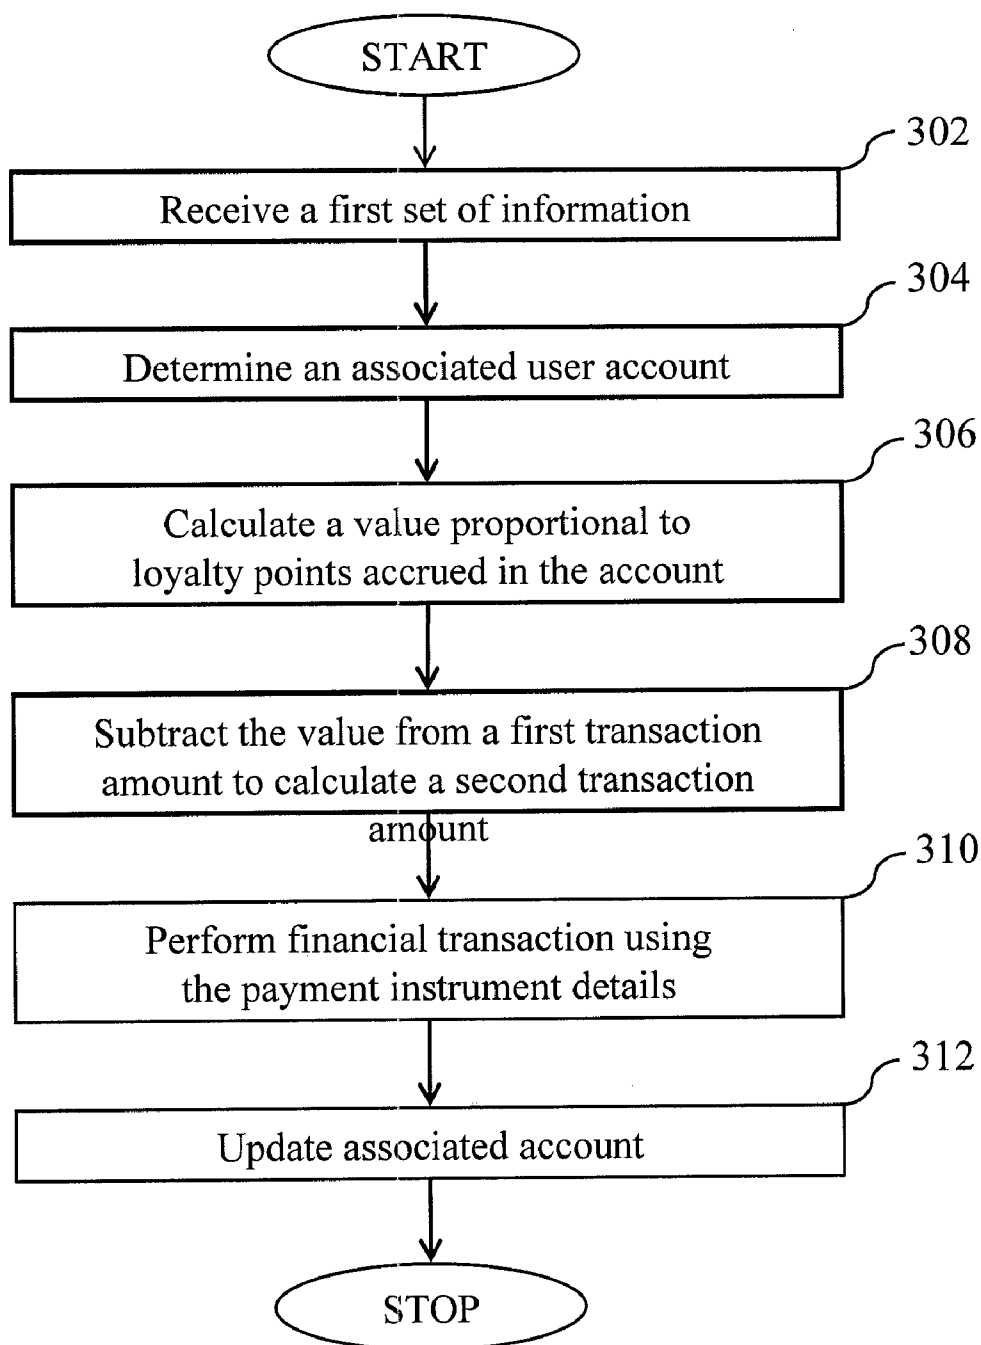 START
302
Receive a first set of information
304
Determine an associated user account
306
Calculate a value proportional to
loyalty points accrued in the account
308
Subtract the value from a first transaction
amount to calculate a second transaction
amount
310
Perform financial transaction using
the payment instrument details
312
Update associated account
STOP